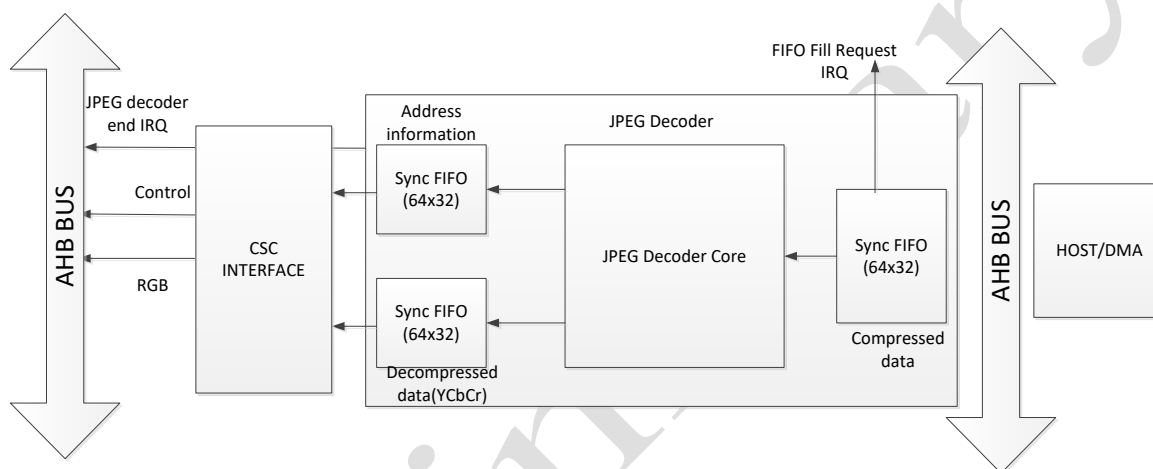 FIFO Fill Request
IRQ
JPEG decoder
end IRQ
Address
information
JPEG Decoder
Sync FIFO
(64x32)
Control
AHB BUS
CSC
INTERFACE
JPEG Decoder Core
Sync FIFO
(64x32)
AHB BUS
HOST/DMA
RGB
Sync FIFO
(64x32)
Compressed
data
Decompressed
data(YCbCr)